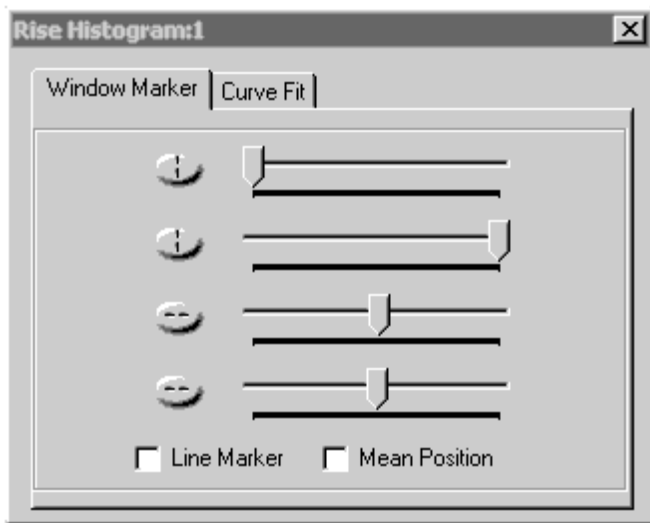 Rise Histogram:1
Window Marker Curve Fit
Line Marker Mean Position